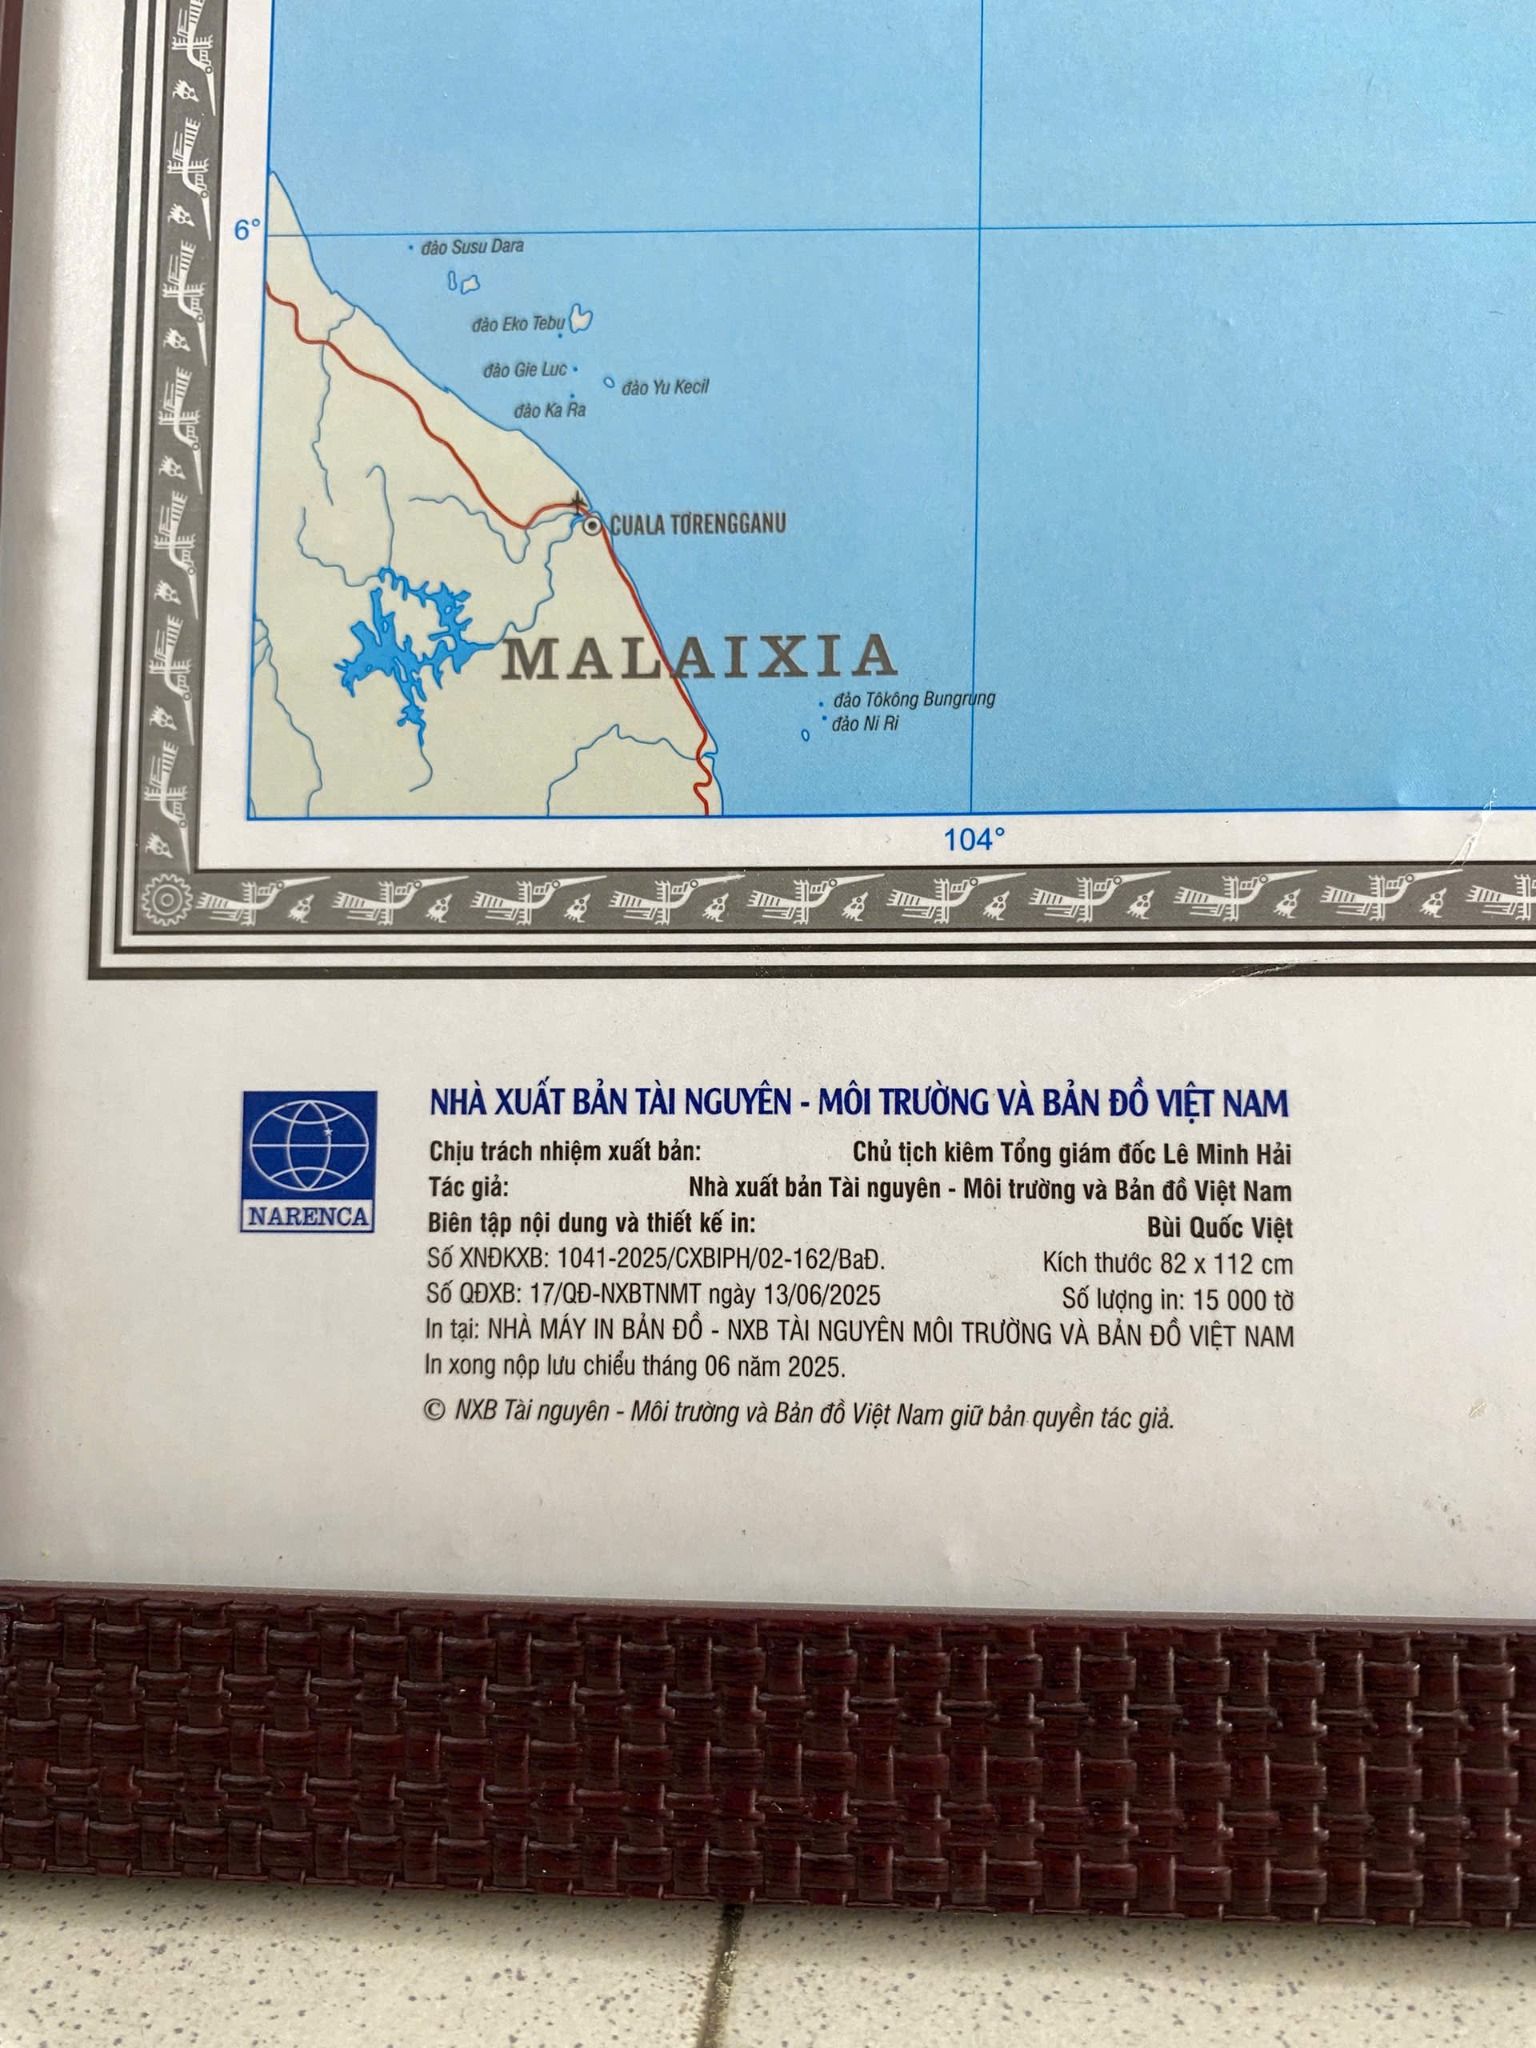 6°
đảo Susu Dara
đảo Eko Tebu
đảo Gie Luc
đảo Yu Kecil
đảo Ka Ra
CUALA TƠRENGGANU
MALAIXIA
đảo Tôkông Bungrung
đảo Ni Ri
104°
NARENCA
NHÀ XUẤT BẢN TÀI NGUYÊN - MÔI TRƯỜNG VÀ BẢN ĐỒ VIỆT NAM
Chịu trách nhiệm xuất bản: Chủ tịch kiêm Tổng giám đốc Lê Minh Hải
Tác giả: Nhà xuất bản Tài nguyên - Môi trường và Bản đồ Việt Nam
Biên tập nội dung và thiết kế in: Bùi Quốc Việt
Số XNĐKXB: 1041-2025/CXBIPH/02-162/BaĐ. Kích thước 82 x 112 cm
Số QĐXB: 17/QĐ-NXBTNMT ngày 13/06/2025 Số lượng in: 15 000 tờ
In tại: NHÀ MÁY IN BẢN ĐỒ - NXB TÀI NGUYÊN MÔI TRƯỜNG VÀ BẢN ĐỒ VIỆT NAM
In xong nộp lưu chiểu tháng 06 năm 2025.
© NXB Tài nguyên - Môi trường và Bản đồ Việt Nam giữ bản quyền tác giả.